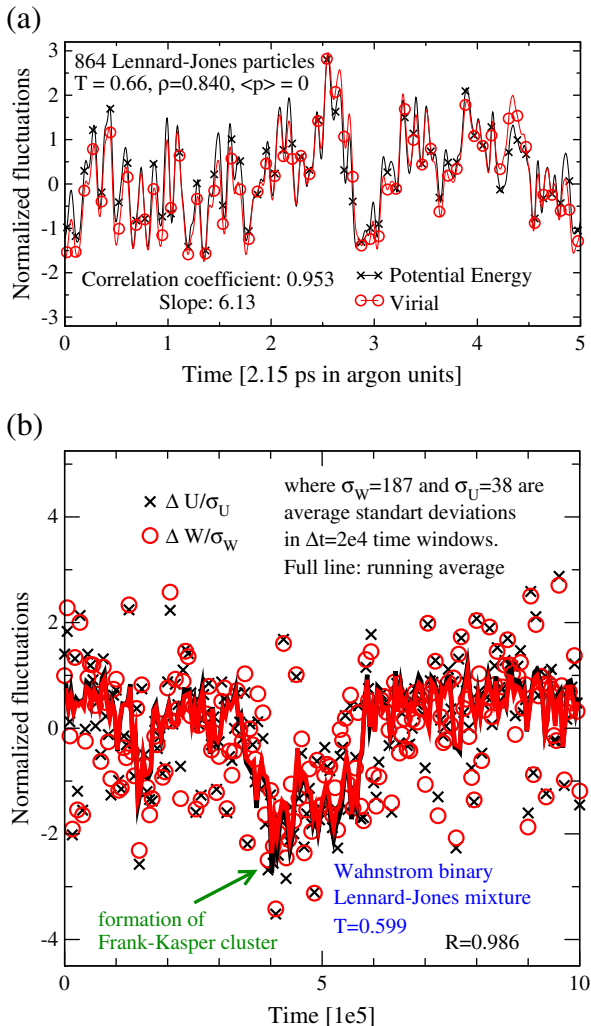 (a)
3
2
1
0
-1
-2
-3
Normalized fluctuations
864 Lennard-Jones particles
T = 0.66, ρ=0.840, <p> = 0
Correlation coefficient: 0.953
Slope: 6.13
Potential Energy
Virial
0 1 2 3 4 5
Time [2.15 ps in argon units]
(b)
4
2
0
-2
-4
Normalized fluctuations
Δ U/σ_U
Δ W/σ_W
where σ_W=187 and σ_U=38 are
average standart deviations
in Δt=2e4 time windows.
Full line: running average
formation of
Frank-Kasper cluster
Wahnstrom binary
Lennard-Jones mixture
T=0.599
R=0.986
0 5 10
Time [1e5]